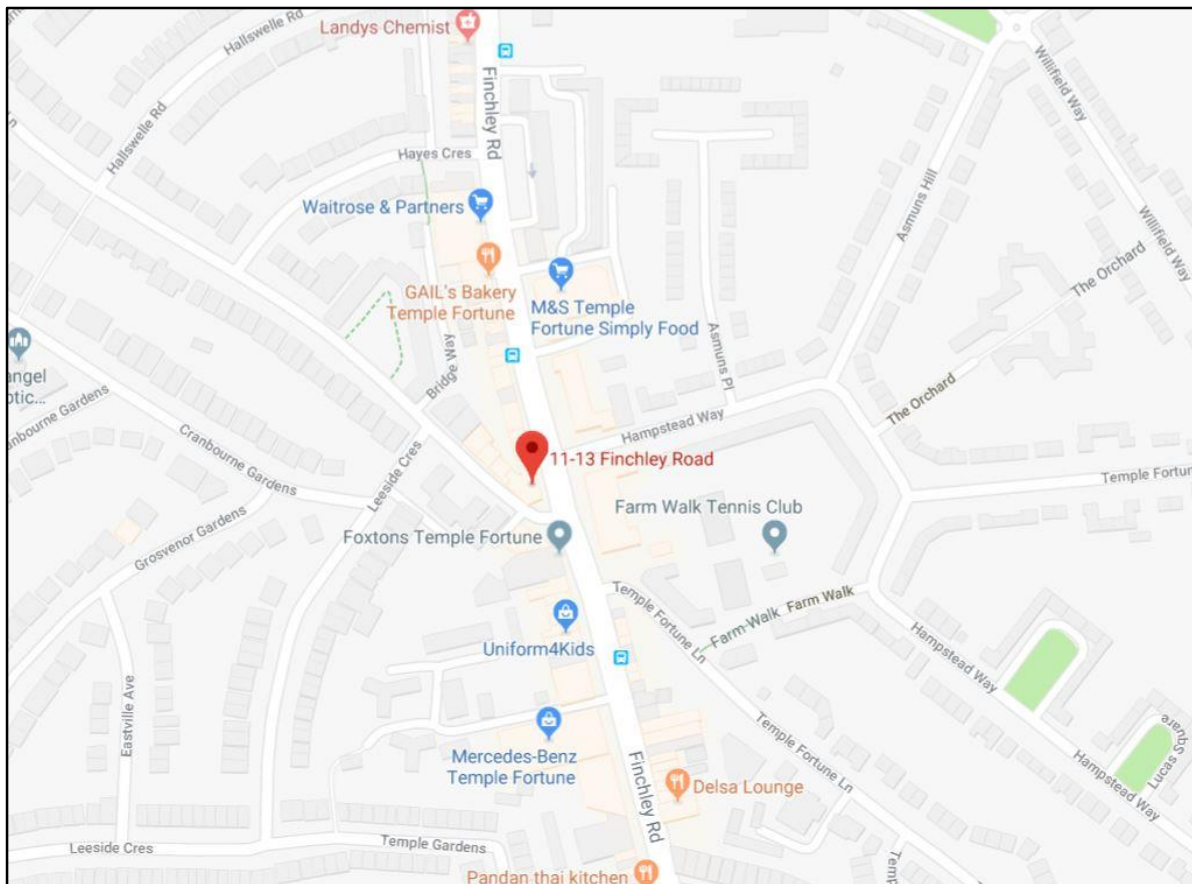 Hallswelle Rd
Landys Chemist
Finchley Rd
Willifield Way
Hallswelle Rd
Hayes Cres
Asmuns Hill
Waitrose & Partners
Willifield Way
GAIL's Bakery
Temple Fortune
M&S Temple
Fortune Simply Food
The Orchard
Asmuns Pl
Bridge Way
The Orchard
Hampstead Way
Cranbourne Gardens
Leeside Cres
11-13 Finchley Road
Temple Fortun
Grosvenor Gardens
Foxtons Temple Fortune
Farm Walk Tennis Club
Temple Fortune Ln
Farm Walk
Farm Walk
Uniform4Kids
Hampstead Way
Eastville Ave
Mercedes-Benz
Temple Fortune
Finchley Rd
Delsa Lounge
Temple Fortune Ln
Lucas Square
Hampstead Way
Leeside Cres
Temple Gardens
Pandan thai kitchen